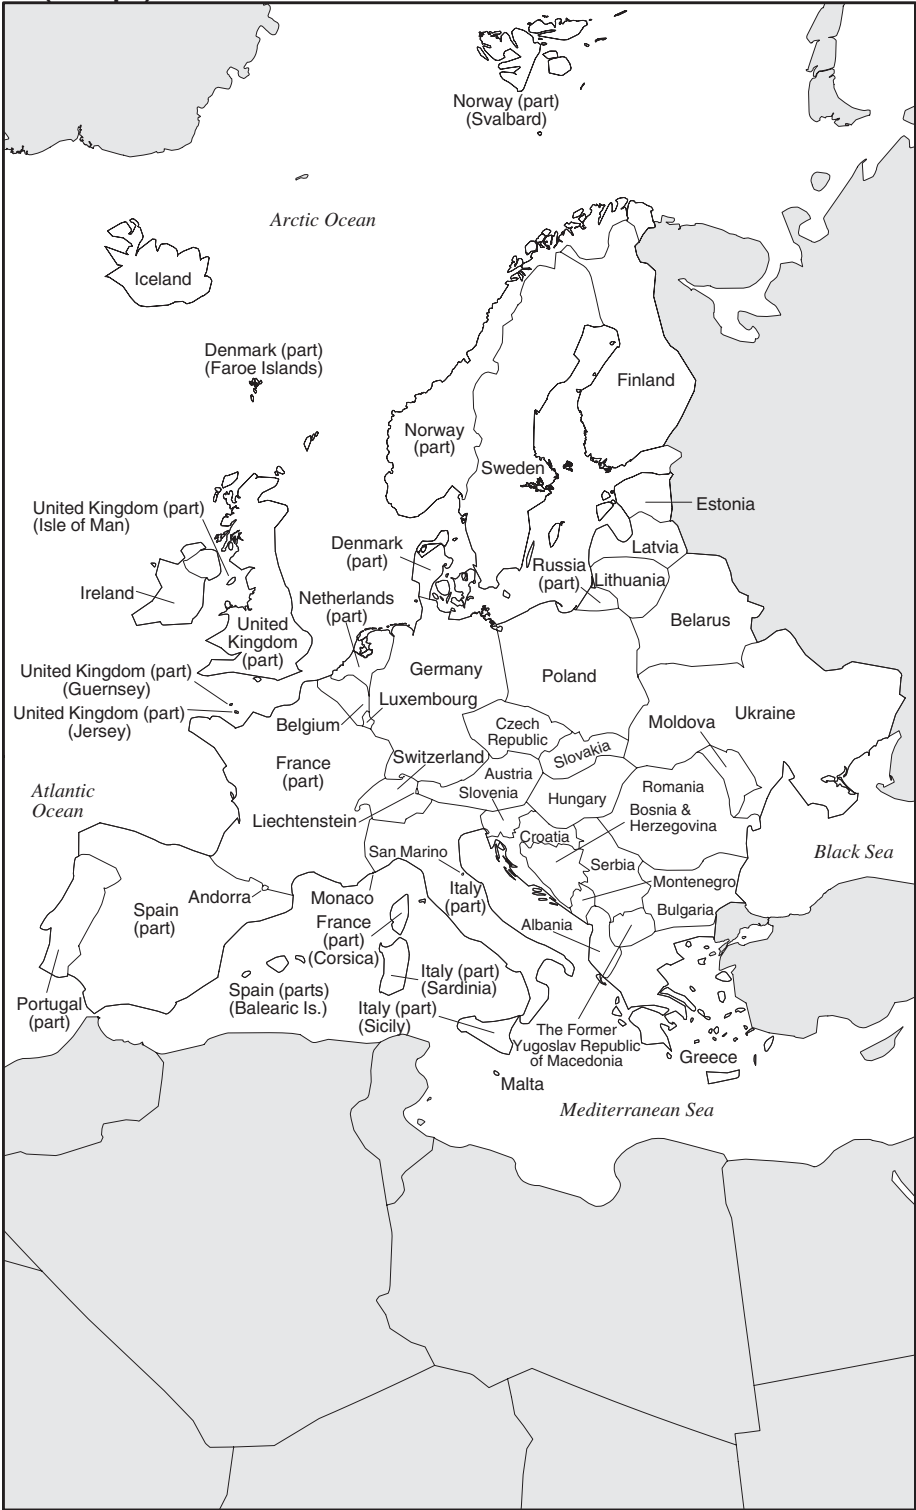 Norway (part)
(Svalbard)
Arctic Ocean
Iceland
Denmark (part)
(Faroe Islands)
Finland
Norway
(part)
Sweden
Estonia
United Kingdom (part)
(Isle of Man)
Denmark
(part)
Latvia
Russia
(part)
Lithuania
Ireland
Netherlands
(part)
Belarus
United
Kingdom
(part)
Germany
Poland
United Kingdom (part)
(Guernsey)
Luxembourg
United Kingdom (part)
(Jersey)
Belgium
Czech
Republic
Moldova
Ukraine
Slovakia
France
(part)
Switzerland
Austria
Atlantic
Ocean
Slovenia
Hungary
Romania
Liechtenstein
Bosnia &
Herzegovina
Croatia
Black Sea
San Marino
Serbia
Andorra
Monaco
Italy
(part)
Montenegro
Spain
(part)
France
(part)
(Corsica)
Albania
Bulgaria
Italy (part)
(Sardinia)
Portugal
(part)
Spain (parts)
(Balearic Is.)
Italy (part)
(Sicily)
The Former
Yugoslav Republic
of Macedonia
Greece
Malta
Mediterranean Sea